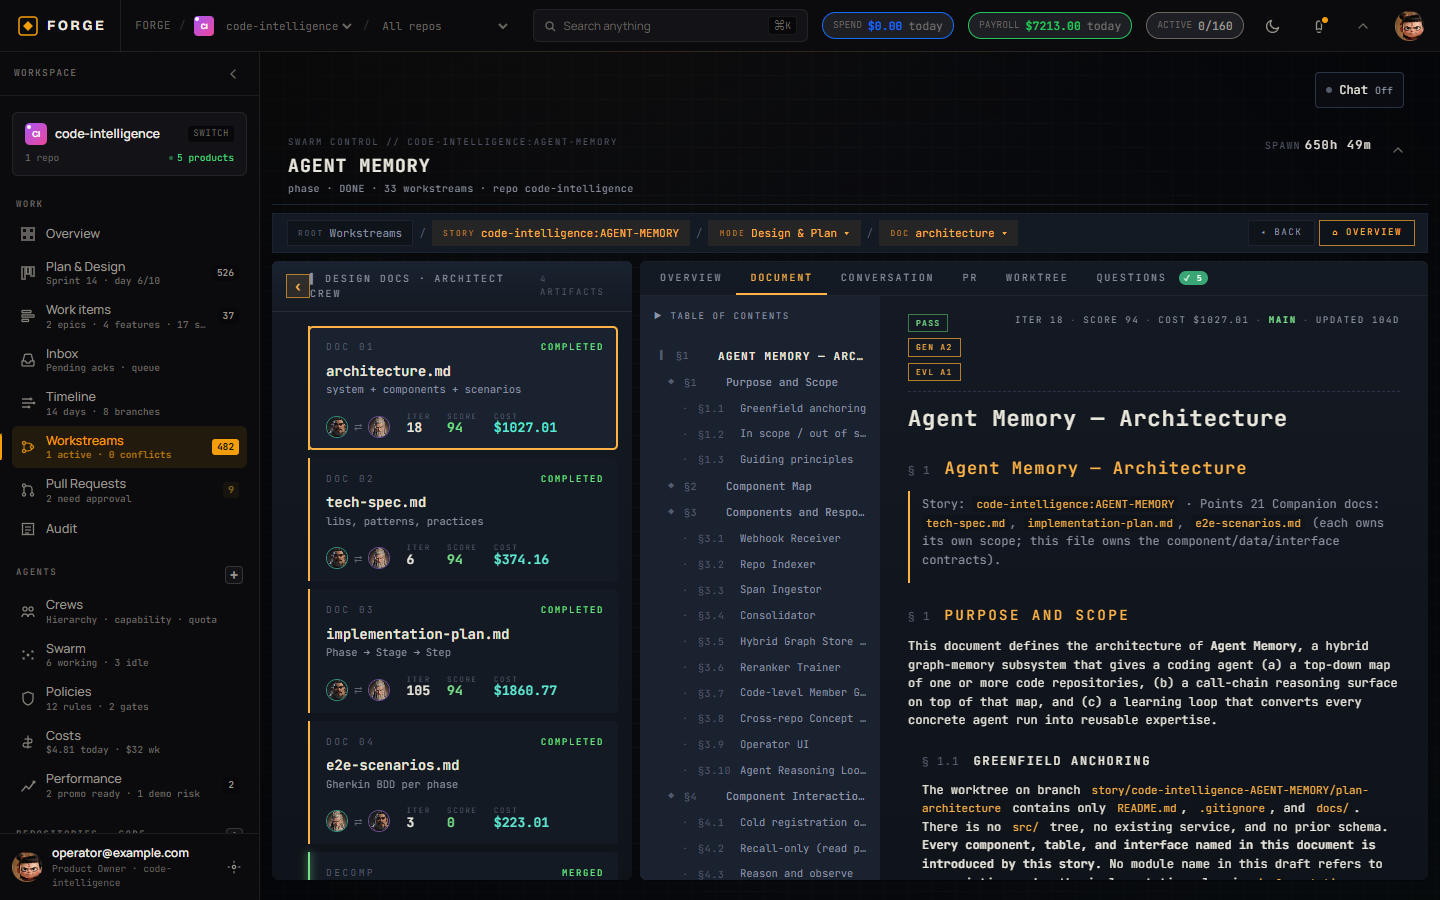 FORGE
FORGE / CI code-intelligence / All repos
Search anything ⌘K
SPEND $0.00 today
PAYROLL $7213.00 today
ACTIVE 0/160
WORKSPACE
CI code-intelligence SWITCH
1 repo 5 products
WORK
Overview
Plan & Design 526
Sprint 14 · day 6/10
Work items 37
2 epics · 4 features · 17 s…
Inbox
Pending acks · queue
Timeline
14 days · 8 branches
Workstreams 482
1 active · 0 conflicts
Pull Requests 9
2 need approval
Audit
AGENTS +
Crews
Hierarchy · capability · quota
Swarm
6 working · 3 idle
Policies
12 rules · 2 gates
Costs
$4.81 today · $32 wk
Performance 2
2 promo ready · 1 demo risk
operator@example.com
Product Owner · code-
intelligence
Chat Off
SWARM CONTROL // CODE-INTELLIGENCE:AGENT-MEMORY
AGENT MEMORY
phase · DONE · 33 workstreams · repo code-intelligence
SPAWN 650h 49m
ROOT Workstreams / STORY code-intelligence:AGENT-MEMORY / MODE Design & Plan / DOC architecture
BACK
OVERVIEW
DESIGN DOCS · ARCHITECT
CREW
4
ARTIFACTS
DOC 01 COMPLETED
architecture.md
system + components + scenarios
ITER SCORE COST
18 94 $1027.01
DOC 02 COMPLETED
tech-spec.md
libs, patterns, practices
ITER SCORE COST
6 94 $374.16
DOC 03 COMPLETED
implementation-plan.md
Phase → Stage → Step
ITER SCORE COST
105 94 $1860.77
DOC 04 COMPLETED
e2e-scenarios.md
Gherkin BDD per phase
ITER SCORE COST
3 0 $223.01
DECOMP MERGED
OVERVIEW DOCUMENT CONVERSATION PR WORKTREE QUESTIONS ✓ 5
TABLE OF CONTENTS
§1 AGENT MEMORY — ARC…
§1 Purpose and Scope
§1.1 Greenfield anchoring
§1.2 In scope / out of s…
§1.3 Guiding principles
§2 Component Map
§3 Components and Respo…
§3.1 Webhook Receiver
§3.2 Repo Indexer
§3.3 Span Ingestor
§3.4 Consolidator
§3.5 Hybrid Graph Store …
§3.6 Reranker Trainer
§3.7 Code-level Member G…
§3.8 Cross-repo Concept …
§3.9 Operator UI
§3.10 Agent Reasoning Loo…
§4 Component Interactio…
§4.1 Cold registration o…
§4.2 Recall-only (read p…
§4.3 Reason and observe
PASS
GEN A2
EVL A1
ITER 18 · SCORE 94 · COST $1027.01 · MAIN · UPDATED 104D
Agent Memory — Architecture
§ 1 Agent Memory — Architecture
Story: code-intelligence:AGENT-MEMORY · Points 21 Companion docs:
tech-spec.md , implementation-plan.md , e2e-scenarios.md (each owns
its own scope; this file owns the component/data/interface
contracts).
§ 1 PURPOSE AND SCOPE
This document defines the architecture of Agent Memory, a hybrid
graph-memory subsystem that gives a coding agent (a) a top-down map
of one or more code repositories, (b) a call-chain reasoning surface
on top of that map, and (c) a learning loop that converts every
concrete agent run into reusable expertise.
§ 1.1 GREENFIELD ANCHORING
The worktree on branch story/code-intelligence-AGENT-MEMORY/plan-
architecture contains only README.md , .gitignore , and docs/ .
There is no src/ tree, no existing service, and no prior schema.
Every component, table, and interface named in this document is
introduced by this story. No module name in this draft refers to